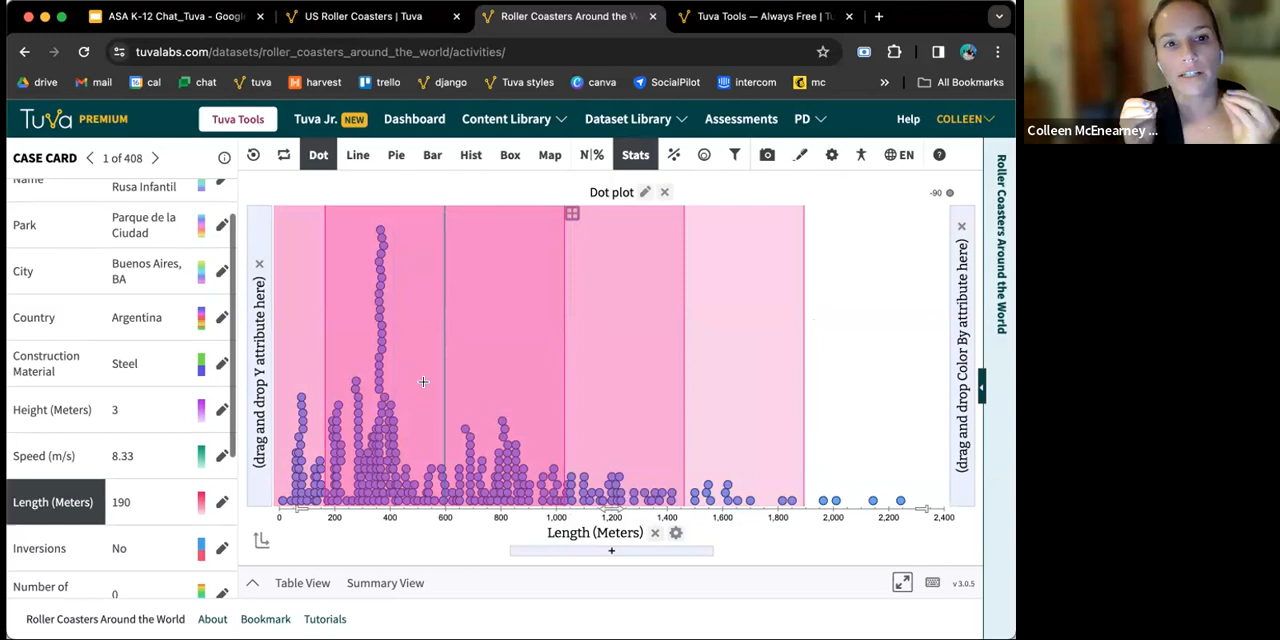 ASA K-12 Chat_Tuva - Google
US Roller Coasters | Tuva
Roller Coasters Around the W
Tuva Tools — Always Free | Tu
tuvalabs.com/datasets/roller_coasters_around_the_world/activities/
drive mail cal chat tuva harvest trello django Tuva styles canva SocialPilot intercom mc » All Bookmarks
Tuva PREMIUM Tuva Tools Tuva Jr. NEW Dashboard Content Library Dataset Library Assessments PD Help COLLEEN
CASE CARD 1 of 408
Dot Line Pie Bar Hist Box Map N|% Stats EN
Name Rusa Infantil
Park Parque de la Ciudad
City Buenos Aires, BA
Country Argentina
Construction Material Steel
Height (Meters) 3
Speed (m/s) 8.33
Length (Meters) 190
Inversions No
Number of 0
Dot plot
-90
(drag and drop Y attribute here)
(drag and drop Color By attribute here)
0 200 400 600 800 1,000 1,200 1,400 1,600 1,800 2,000 2,200 2,400
Length (Meters)
+
Table View Summary View
v 3.0.5
Roller Coasters Around the World About Bookmark Tutorials
Roller Coasters Around the World
Colleen McEnearney ...